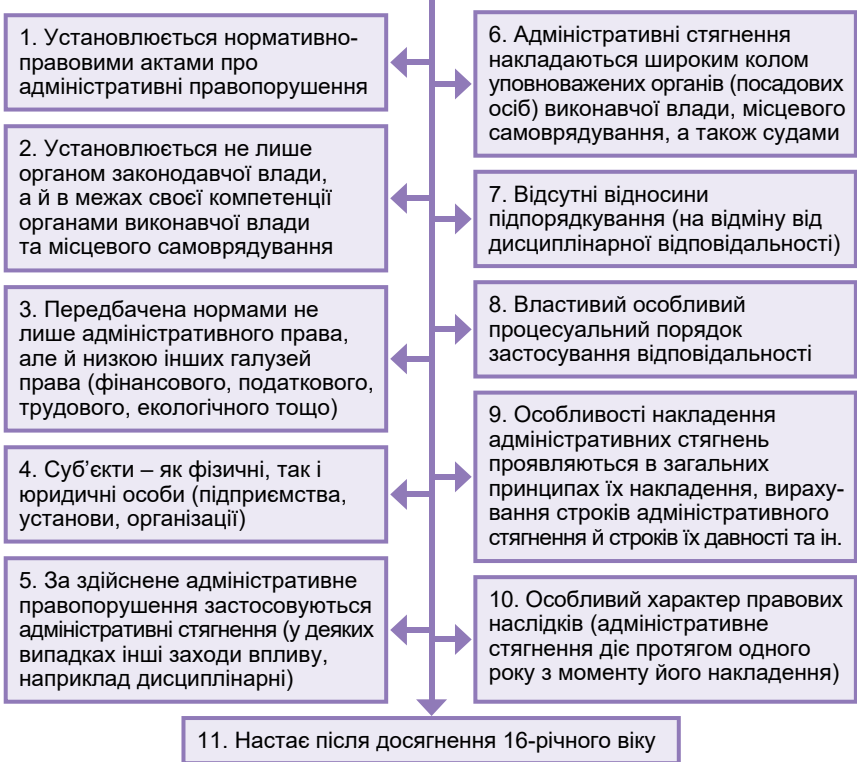 1. Установлюється нормативно-
правовими актами про
адміністративні правопорушення
2. Установлюється не лише
органом законодавчої влади,
а й в межах своєї компетенції
органами виконавчої влади
та місцевого самоврядування
3. Передбачена нормами не
лише адміністративного права,
але й низкою інших галузей
права (фінансового, податкового,
трудового, екологічного тощо)
4. Суб’єкти – як фізичні, так і
юридичні особи (підприємства,
установи, організації)
5. За здійснене адміністративне
правопорушення застосовуються
адміністративні стягнення (у деяких
випадках інші заходи впливу,
наприклад дисциплінарні)
6. Адміністративні стягнення
накладаються широким колом
уповноважених органів (посадових
осіб) виконавчої влади, місцевого
самоврядування, а також судами
7. Відсутні відносини
підпорядкування (на відміну від
дисциплінарної відповідальності)
8. Властивий особливий
процесуальний порядок
застосування відповідальності
9. Особливості накладення
адміністративних стягнень
проявляються в загальних
принципах їх накладення, вираху-
вання строків адміністративного
стягнення й строків їх давності та ін.
10. Особливий характер правових
наслідків (адміністративне
стягнення діє протягом одного
року з моменту його накладення)
11. Настає після досягнення 16-річного віку